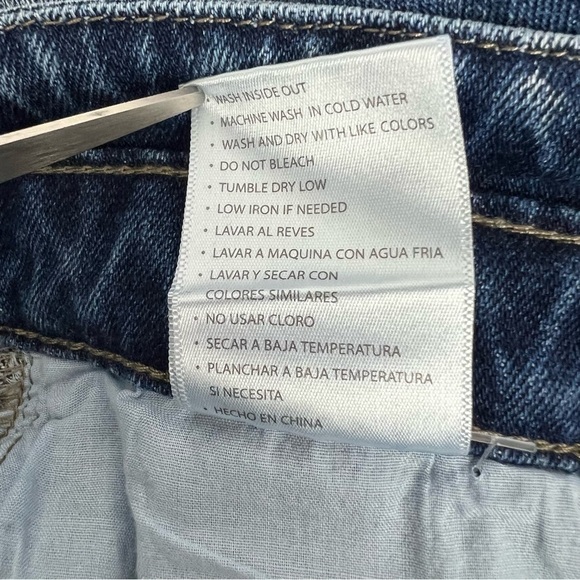 • WASH INSIDE OUT
• MACHINE WASH IN COLD WATER
• WASH AND DRY WITH LIKE COLORS
• DO NOT BLEACH
• TUMBLE DRY LOW
• LOW IRON IF NEEDED
• LAVAR AL REVES
• LAVAR A MAQUINA CON AGUA FRIA
• LAVAR Y SECAR CON
COLORES SIMILARES
• NO USAR CLORO
• SECAR A BAJA TEMPERATURA
• PLANCHAR A BAJA TEMPERATURA
SI NECESITA
• HECHO EN CHINA